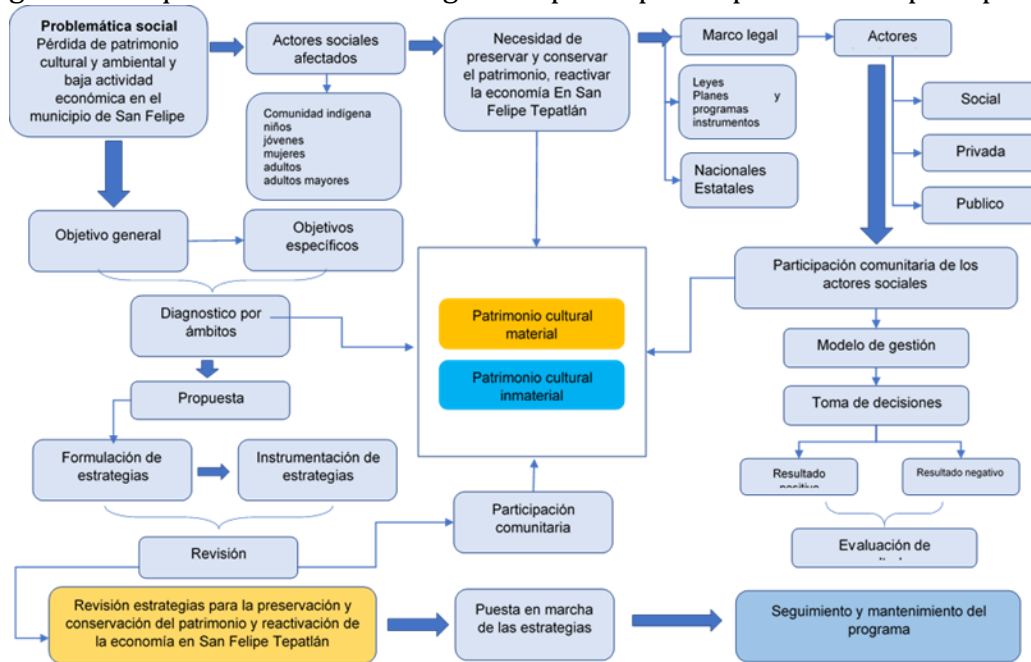 Problemática social
Pérdida de patrimonio
cultural y ambiental y
baja actividad
económica en el
municipio de San Felipe
Actores sociales
afectados
Comunidad indígena
niños
jóvenes
mujeres
adultos
adultos mayores
Necesidad de
preservar y conservar
el patrimonio, reactivar
la economía En San
Felipe Tepatlán
Marco legal
Leyes
Planes y
programas
instrumentos
Nacionales
Estatales
Actores
Social
Privada
Publico
Objetivo general
Objetivos
específicos
Diagnostico por
ámbitos
Propuesta
Formulación de
estrategias
Instrumentación de
estrategias
Revisión
Patrimonio cultural
material
Patrimonio cultural
inmaterial
Participación
comunitaria
Participación comunitaria de los
actores sociales
Modelo de gestión
Toma de decisiones
Resultado
Resultado negativo
Evaluación de
Revisión estrategias para la preservación y
conservación del patrimonio y reactivación de
la economía en San Felipe Tepatlán
Puesta en marcha
de las estrategias
Seguimiento y mantenimiento del
programa